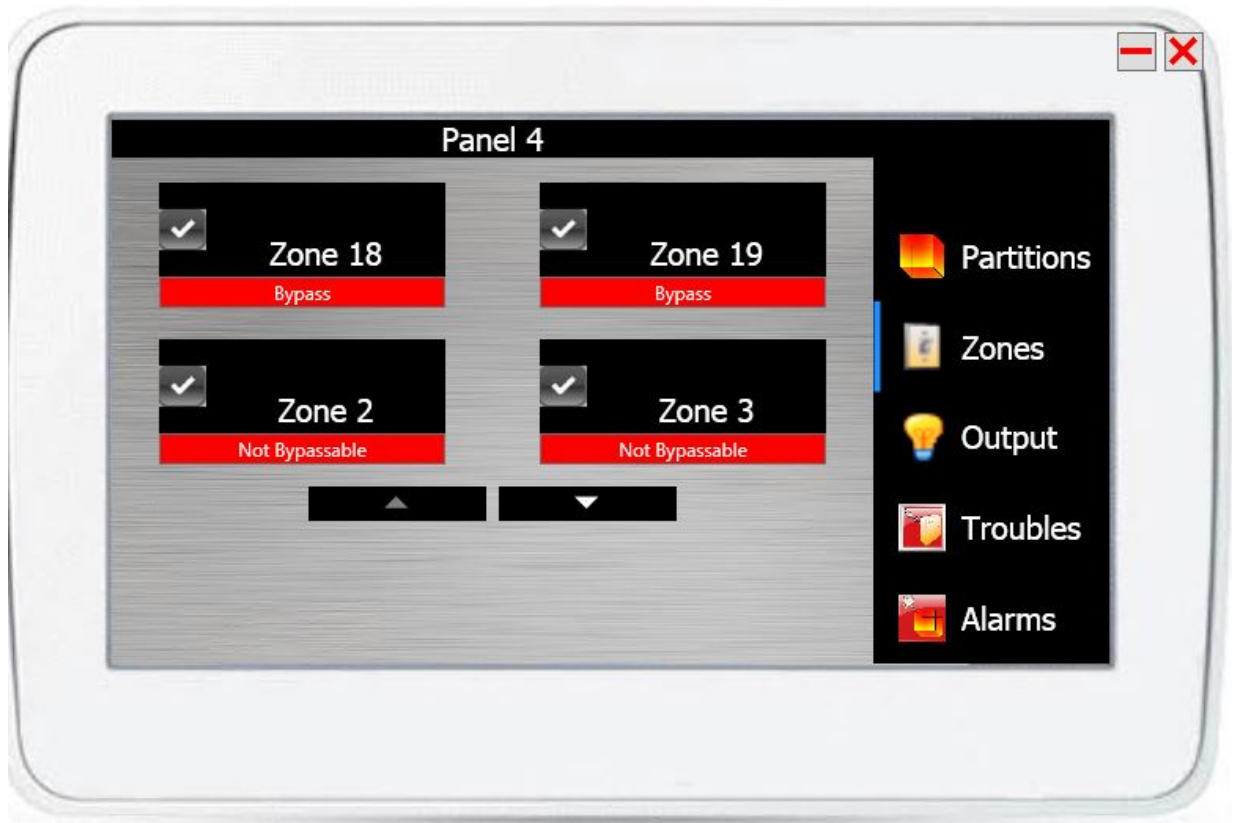 Panel 4
Zone 18
Bypass
Zone 19
Bypass
Zone 2
Not Bypassable
Zone 3
Not Bypassable
Partitions
Zones
Output
Troubles
Alarms